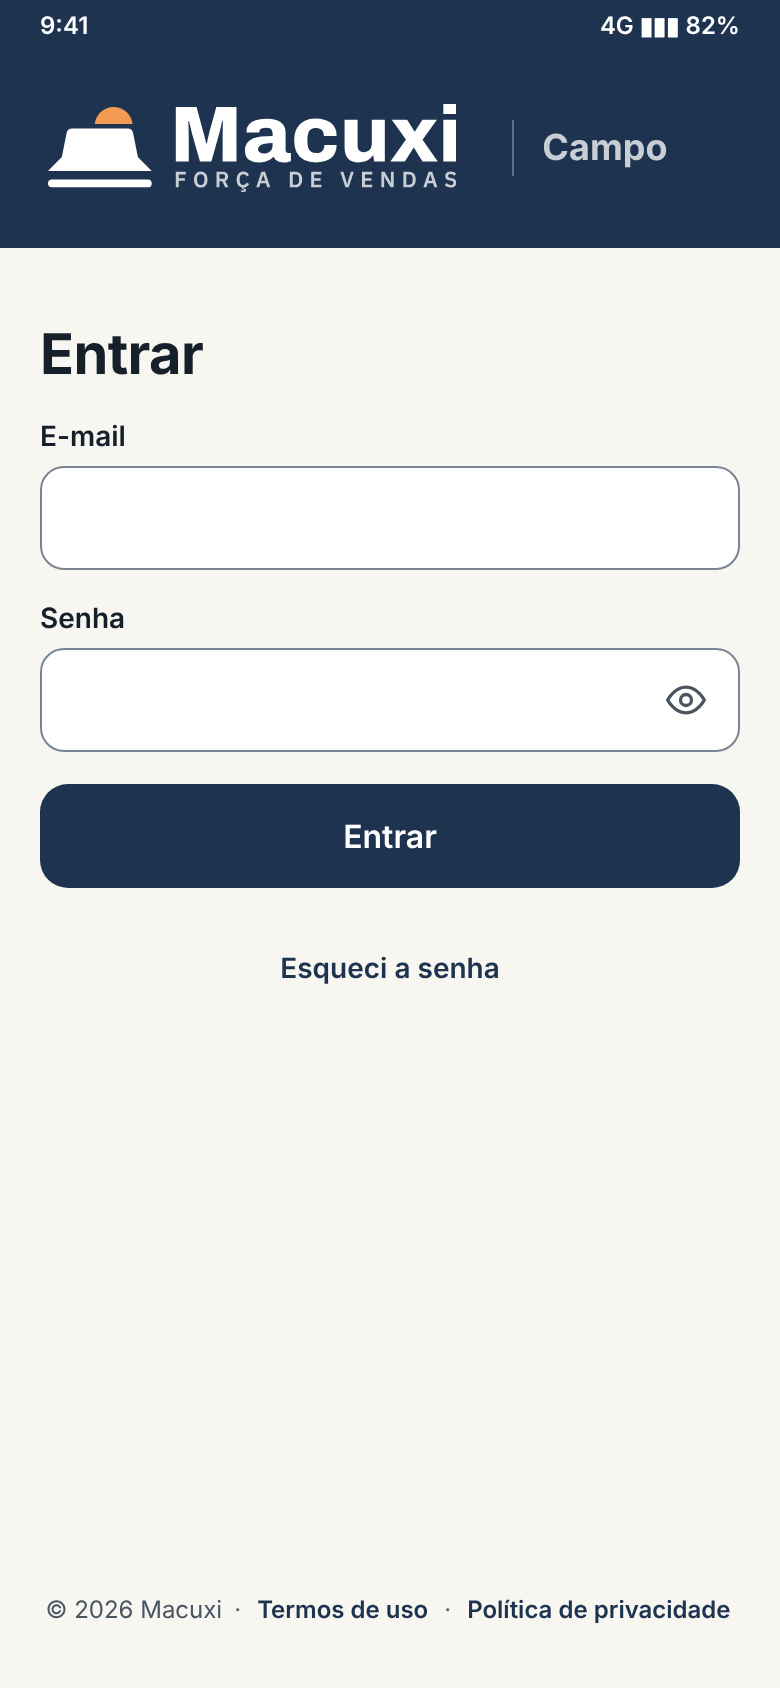 9:41
4G 82%
Macuxi
FORÇA DE VENDAS
Campo
Entrar
E-mail
Senha
Entrar
Esqueci a senha
© 2026 Macuxi · Termos de uso · Política de privacidade